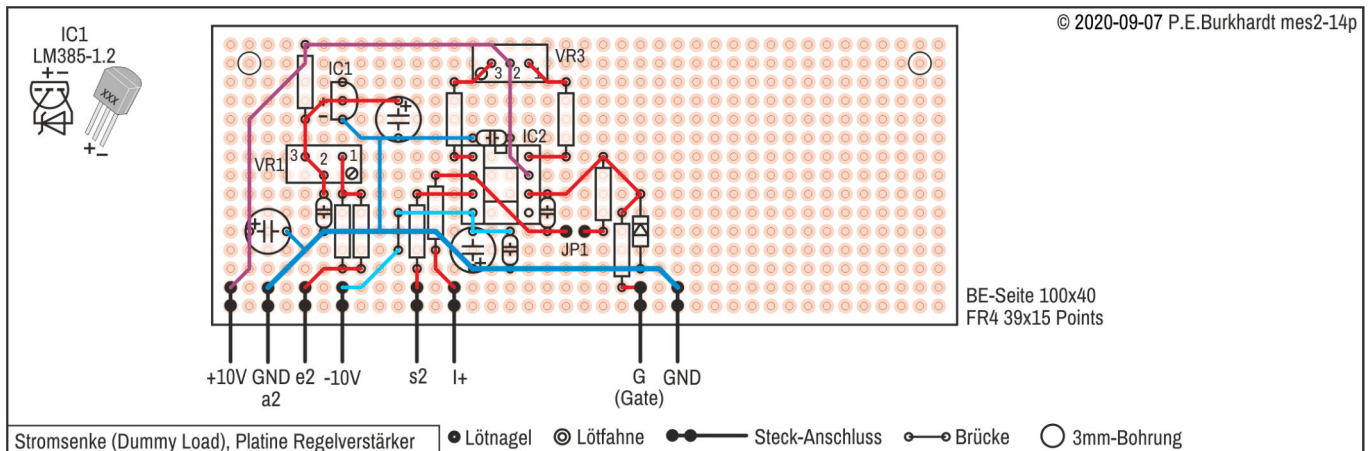 IC1
LM385-1.2
+ -
XXX
+ -
© 2020-09-07 P.E.Burkhardt mes2-14p
IC1
VR3
3 2 1
+
-
+
IC2
VR1
3 2 1
+
+
JP1
BE-Seite 100x40
FR4 39x15 Points
+10V GND e2 -10V s2 I+ G GND
a2 (Gate)
Stromsenke (Dummy Load), Platine Regelverstärker
Lötnagel Lötfahne Steck-Anschluss Brücke 3mm-Bohrung